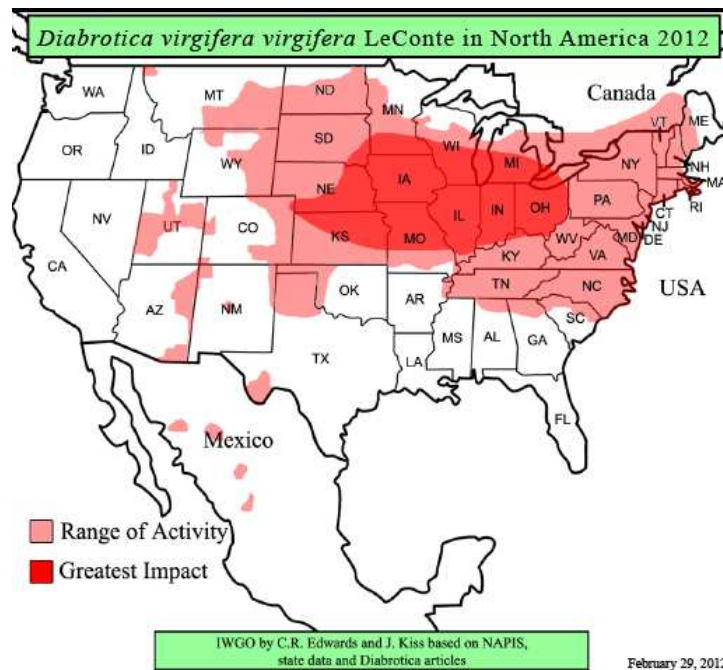 Diabrotica virgifera virgifera LeConte in North America 2012
Canada
WA
MT
ND
MN
ME
VT
OR
ID
SD
WI
MI
NY
NH
MA
WY
NE
IA
PA
RI
CT
NJ
NV
UT
CO
KS
MO
IL
IN
OH
WV
MD
DE
VA
KY
CA
USA
AZ
NM
OK
AR
TN
NC
SC
TX
MS
AL
GA
LA
FL
Mexico
Range of Activity
Greatest Impact
IWGO by C.R. Edwards and J. Kiss based on NAPIS,
state data and Diabrotica articles
February 29, 2012